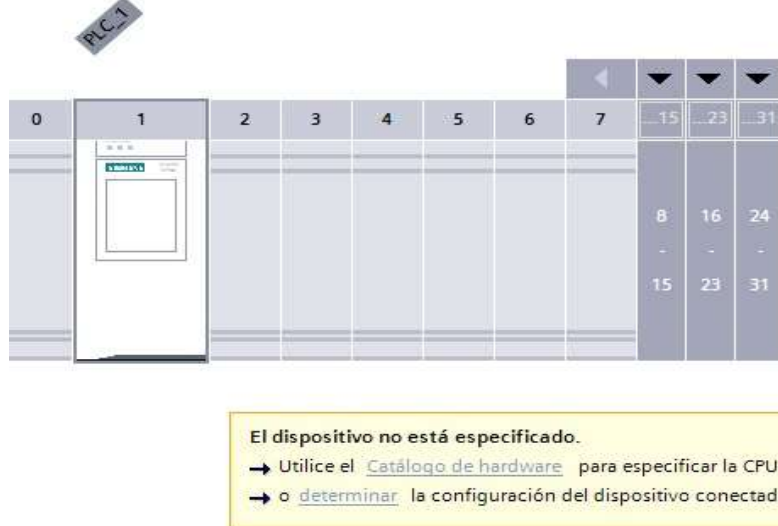 PLC_1
0 1 2 3 4 5 6 7 ...15 ...23 ...31
SIEMENS
8 16 24
- - -
15 23 31
El dispositivo no está especificado.
Utilice el Catálogo de hardware para especificar la CPU
o determinar la configuración del dispositivo conectad